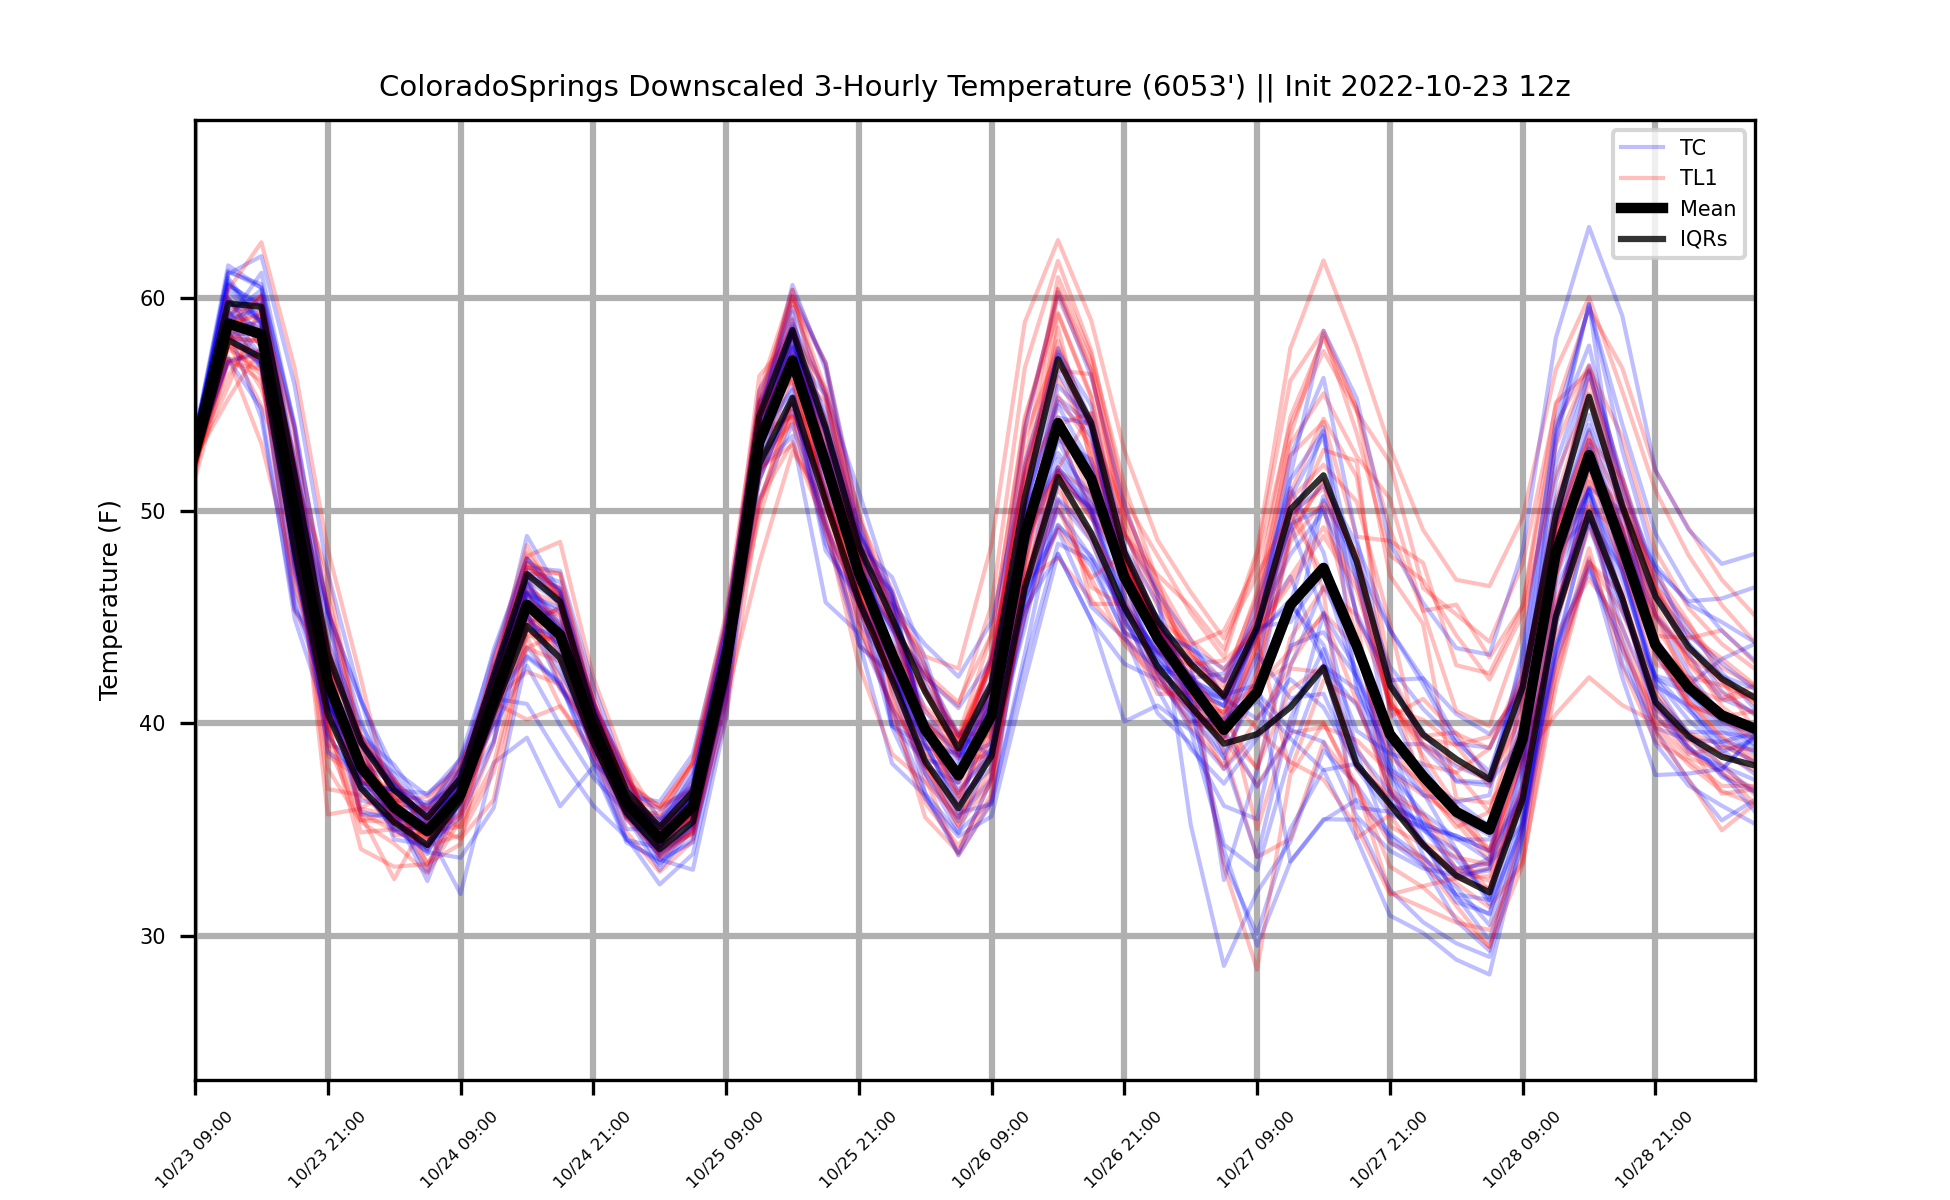 ColoradoSprings Downscaled 3-Hourly Temperature (6053') || Init 2022-10-23 12z
TC
TL1
Mean
IQRs
Temperature (F)
60
50
40
30
10/23 09:00
10/23 21:00
10/24 09:00
10/24 21:00
10/25 09:00
10/25 21:00
10/26 09:00
10/26 21:00
10/27 09:00
10/27 21:00
10/28 09:00
10/28 21:00